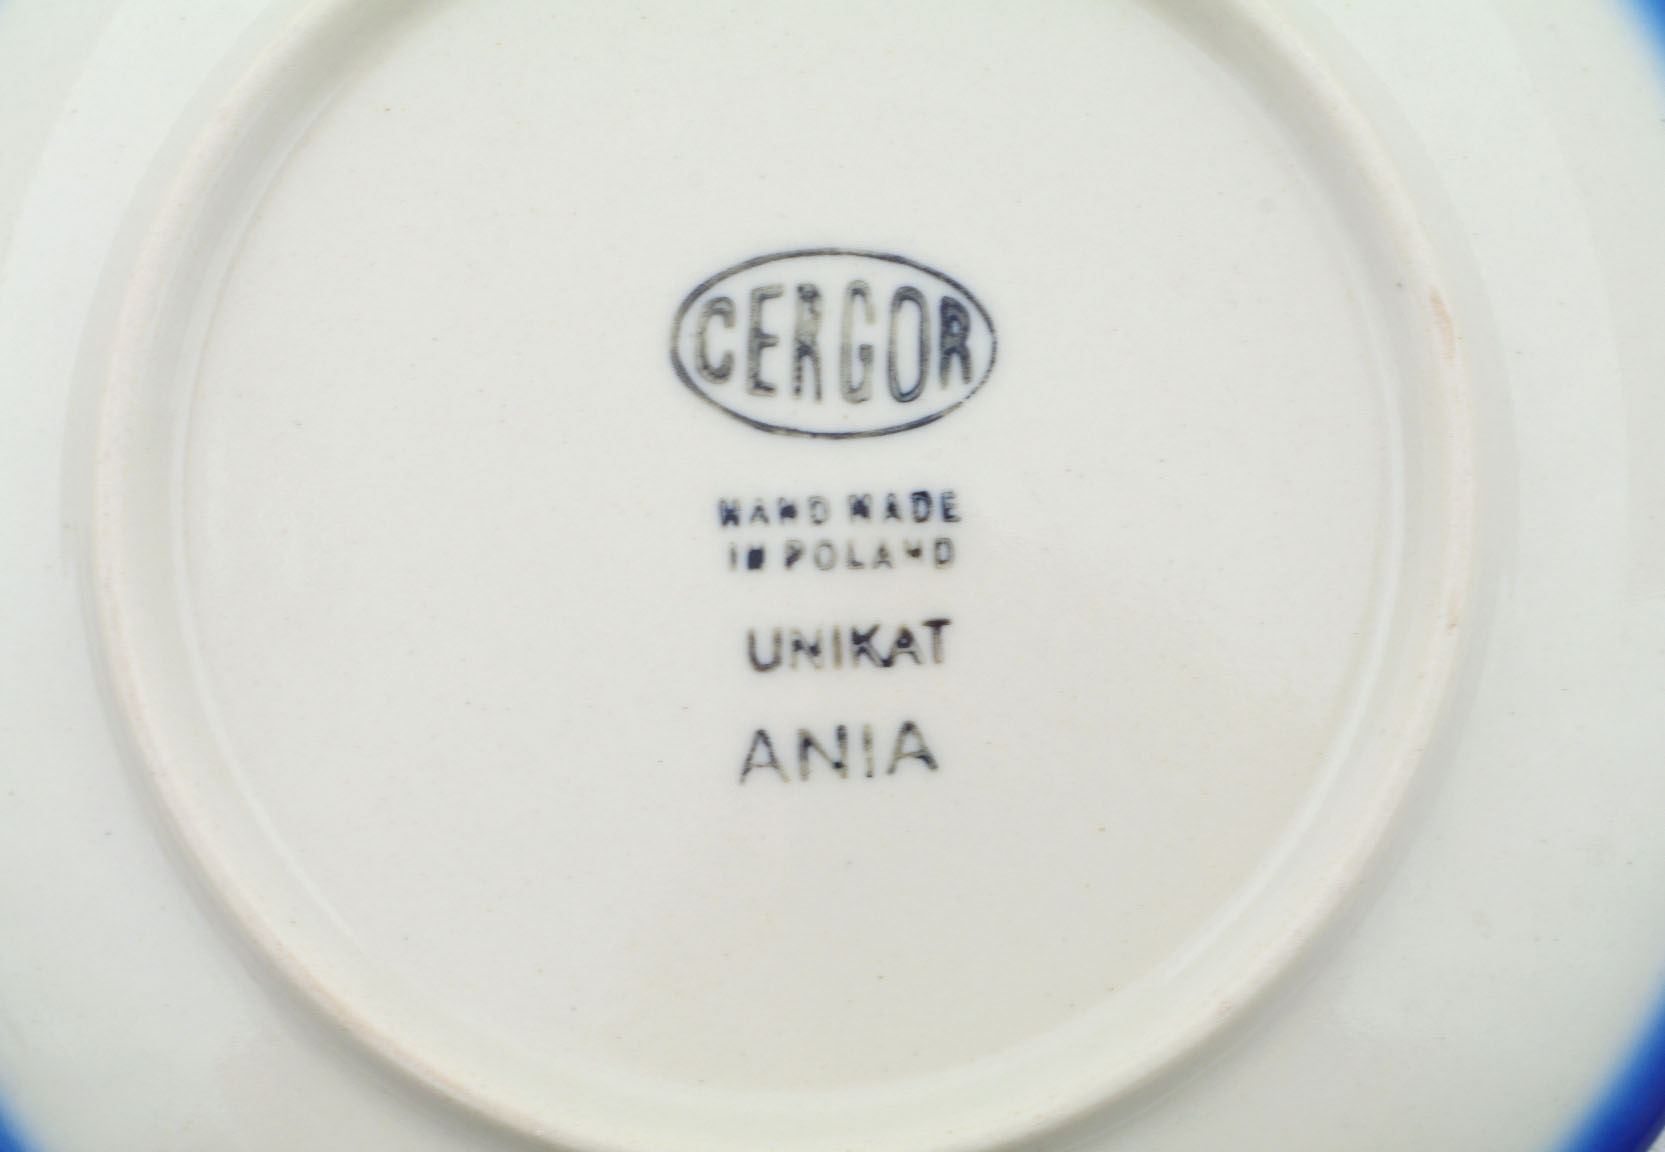 CERGOR
HAND MADE
IN POLAND
UNIKAT
ANIA